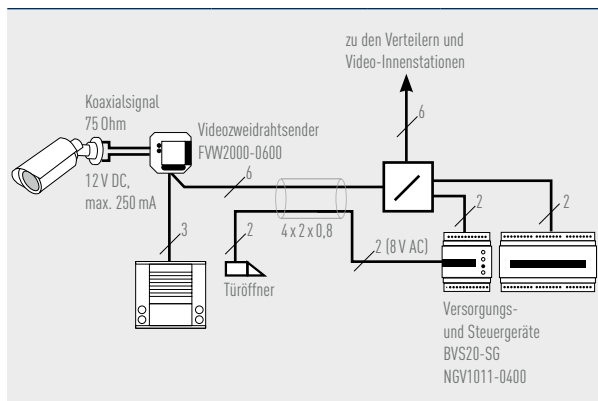 zu den Verteilern und
Video-Innenstationen
6
Koaxialsignal
75 Ohm
Videozweidrahtsender
FVW2000-0600
12 V DC,
max. 250 mA
6
2
2
3
2
4 x 2 x 0,8
2 (8 V AC)
Türöffner
Versorgungs-
und Steuergeräte
BVS20-SG
NGV1011-0400